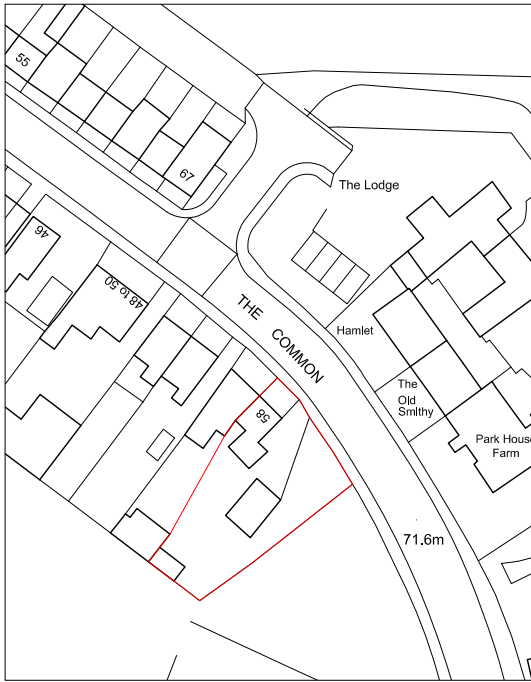 55
67
The Lodge
46
48 to 50
THE COMMON
Hamlet
58
The
Old
Smithy
Park House
Farm
71.6m